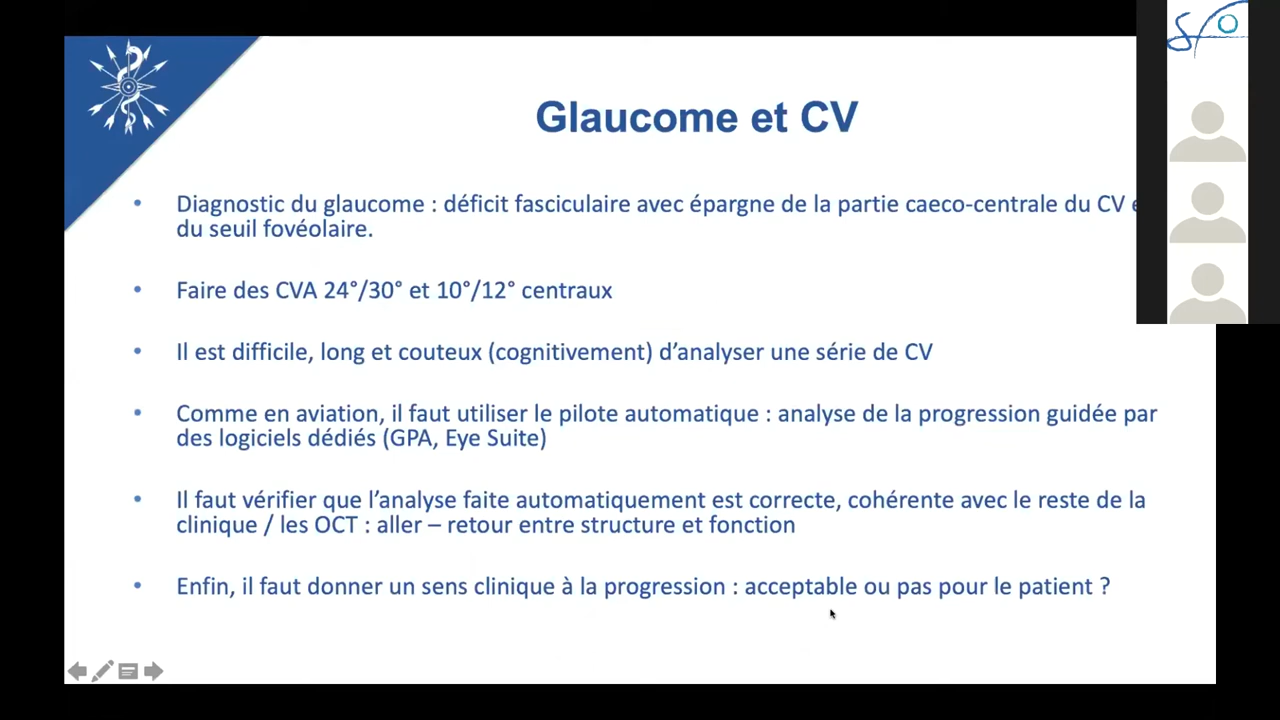 Glaucome et CV
• Diagnostic du glaucome : déficit fasciculaire avec épargne de la partie caeco-centrale du CV
du seuil fovéolaire.
• Faire des CVA 24°/30° et 10°/12° centraux
• Il est difficile, long et couteux (cognitivement) d’analyser une série de CV
• Comme en aviation, il faut utiliser le pilote automatique : analyse de la progression guidée par
des logiciels dédiés (GPA, Eye Suite)
• Il faut vérifier que l’analyse faite automatiquement est correcte, cohérente avec le reste de la
clinique / les OCT : aller – retour entre structure et fonction
• Enfin, il faut donner un sens clinique à la progression : acceptable ou pas pour le patient ?